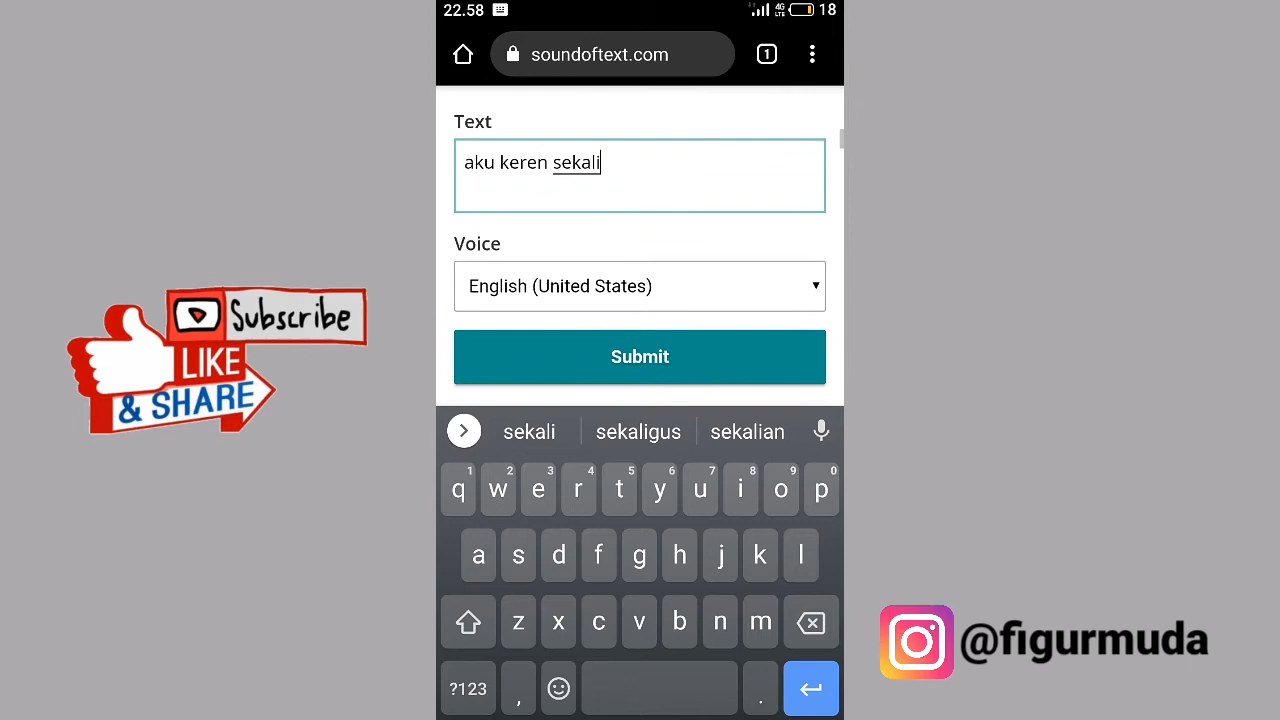 22.58
4G LTE 18
soundoftext.com
1
Text
aku keren sekali
Voice
English (United States)
Submit
Subscribe
LIKE
& SHARE
sekali sekaligus sekalian
1 2 3 4 5 6 7 8 9 0
q w e r t y u i o p
a s d f g h j k l
z x c v b n m
?123 , .
@figurmuda